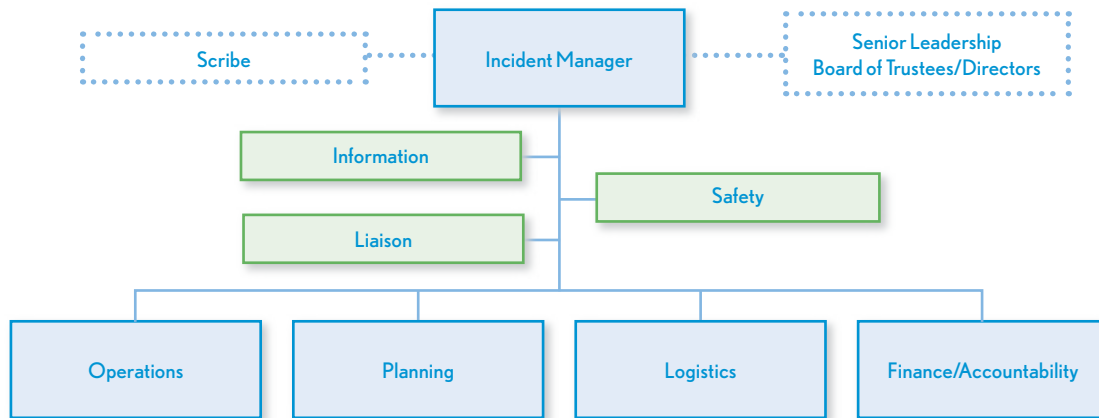 Scribe
Incident Manager
Senior Leadership
Board of Trustees/Directors
Information
Safety
Liaison
Operations
Planning
Logistics
Finance/Accountability